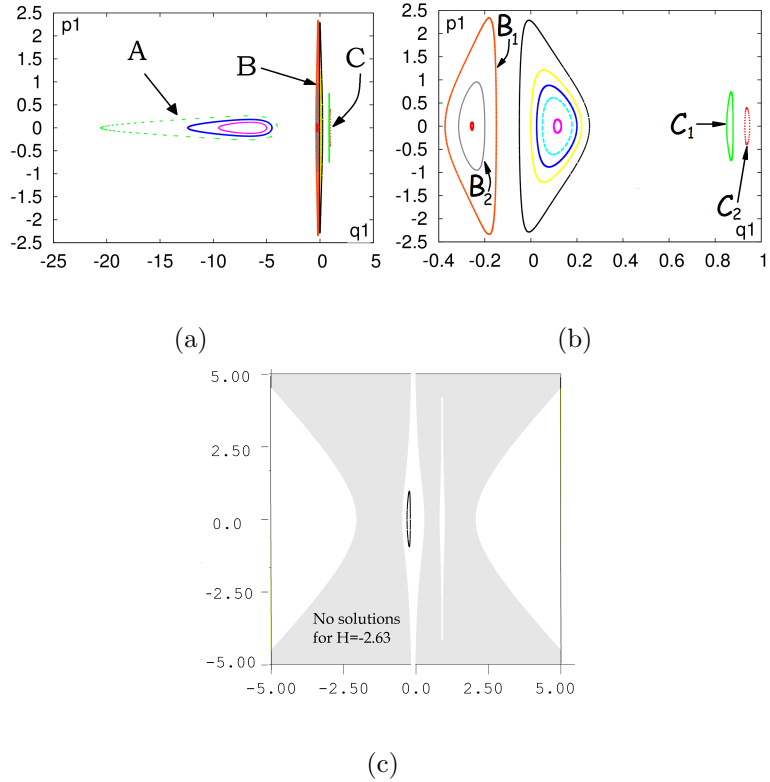 2.5
2
1.5
1
0.5
0
-0.5
-1
-1.5
-2
-2.5
p1
A
B
C
q1
-25 -20 -15 -10 -5 0 5
(a)
2.5
2
1.5
1
0.5
0
-0.5
-1
-1.5
-2
-2.5
p1
B1
B2
C1
C2
q1
-0.4 -0.2 0 0.2 0.4 0.6 0.8 1
(b)
5.00
2.50
0.0
-2.50
-5.00
No solutions
for H=-2.63
-5.00 -2.50 0.0 2.50 5.00
(c)